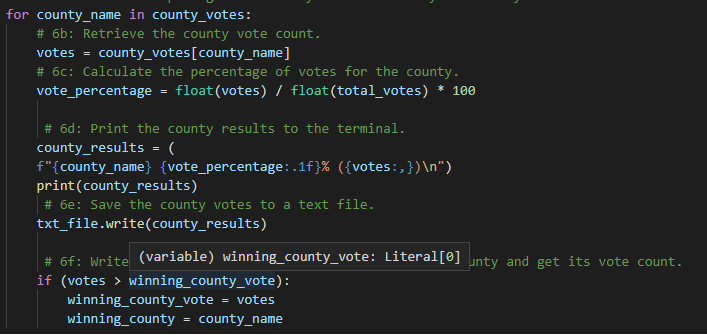 for county_name in county_votes:
# 6b: Retrieve the county vote count.
votes = county_votes[county_name]
# 6c: Calculate the percentage of votes for the county.
vote_percentage = float(votes) / float(total_votes) * 100
# 6d: Print the county results to the terminal.
county_results = (
f"{county_name} {vote_percentage:.1f}% ({votes:,})\n")
print(county_results)
# 6e: Save the county votes to a text file.
txt_file.write(county_results)
(variable) winning_county_vote: Literal[0]
# 6f: Write unty and get its vote count.
if (votes > winning_county_vote):
winning_county_vote = votes
winning_county = county_name